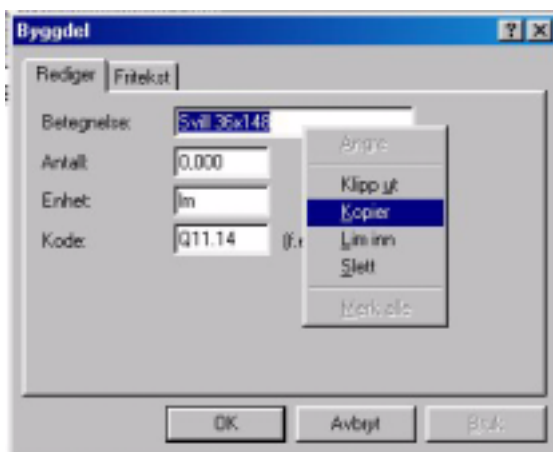 Byggdel
Rediger Fritekst
Betegnelse: Svill 36x148
Angre
Antall: 0.000
Klipp ut
Enhet: lm
Kopier
Kode: Q11.14 (f.e
Lim inn
Slett
Merk alle
OK Avbryt Bruk